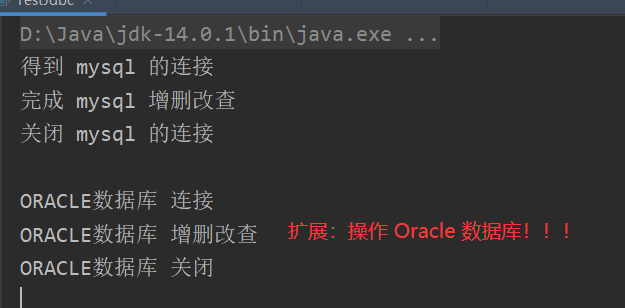 TestJdbc
D:\Java\jdk-14.0.1\bin\java.exe ...
得到 mysql 的连接
完成 mysql 增删改查
关闭 mysql 的连接
ORACLE数据库 连接
ORACLE数据库 增删改查
扩展：操作 Oracle 数据库！！！
ORACLE数据库 关闭